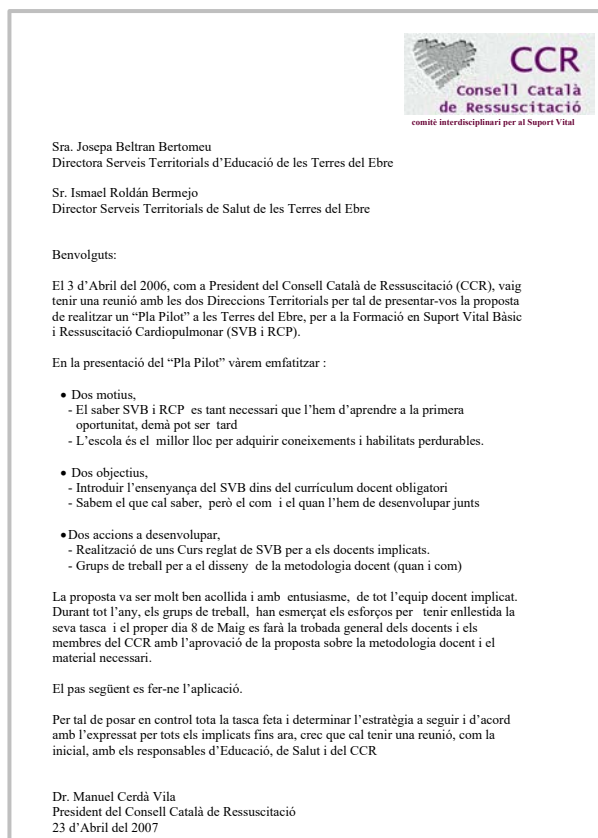 CCR
Consell Català
de Ressuscitació
comitè interdisciplinari per al Suport Vital
Sra. Josepa Beltran Bertomeu
Directora Serveis Territorials d’Educació de les Terres del Ebre
Sr. Ismael Roldán Bermejo
Director Serveis Territorials de Salut de les Terres del Ebre
Benvolguts:
El 3 d’Abril del 2006, com a President del Consell Català de Ressuscitació (CCR), vaig
tenir una reunió amb les dos Direccions Territorials per tal de presentar-vos la proposta
de realitzar un “Pla Pilot” a les Terres del Ebre, per a la Formació en Suport Vital Bàsic
i Ressuscitació Cardiopulmonar (SVB i RCP).
En la presentació del “Pla Pilot” vàrem emfatitzar :
• Dos motius,
- El saber SVB i RCP es tant necessari que l’hem d’aprendre a la primera
oportunitat, demà pot ser tard
- L’escola és el millor lloc per adquirir coneixements i habilitats perdurables.
• Dos objectius,
- Introduir l’ensenyança del SVB dins del currículum docent obligatori
- Sabem el que cal saber, però el com i el quan l’hem de desenvolupar junts
• Dos accions a desenvolupar,
- Realització de uns Curs reglat de SVB per a els docents implicats.
- Grups de treball per a el disseny de la metodologia docent (quan i com)
La proposta va ser molt ben acollida i amb entusiasme, de tot l’equip docent implicat.
Durant tot l’any, els grups de treball, han esmerçat els esforços per tenir enllestida la
seva tasca i el proper dia 8 de Maig es farà la trobada general dels docents i els
membres del CCR amb l’aprovació de la proposta sobre la metodologia docent i el
material necessari.
El pas següent es fer-ne l’aplicació.
Per tal de posar en control tota la tasca feta i determinar l’estratègia a seguir i d’acord
amb l’expressat per tots els implicats fins ara, crec que cal tenir una reunió, com la
inicial, amb els responsables d’Educació, de Salut i del CCR
Dr. Manuel Cerdà Vila
President del Consell Català de Ressuscitació
23 d’Abril del 2007